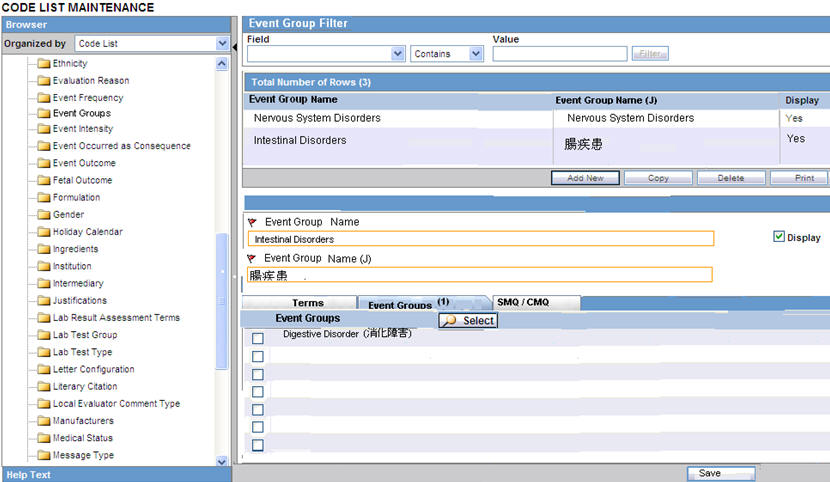 CODE LIST MAINTENANCE
Browser
Organized by Code List
Ethnicity
Evaluation Reason
Event Frequency
Event Groups
Event Intensity
Event Occurred as Consequence
Event Outcome
Fetal Outcome
Formulation
Gender
Holiday Calendar
Ingredients
Institution
Intermediary
Justifications
Lab Result Assessment Terms
Lab Test Group
Lab Test Type
Letter Configuration
Literary Citation
Local Evaluator Comment Type
Manufacturers
Medical Status
Message Type
Help Text
Event Group Filter
Field Value
Contains Filter
Total Number of Rows (3)
Event Group Name Event Group Name (J) Display
Nervous System Disorders Nervous System Disorders Yes
Intestinal Disorders 腸疾患 Yes
Add New Copy Delete Print
Event Group Name
Intestinal Disorders Display
Event Group Name (J)
腸疾患
Terms Event Groups (1) SMQ / CMQ
Event Groups Select
Digestive Disorder (消化障害)
Save